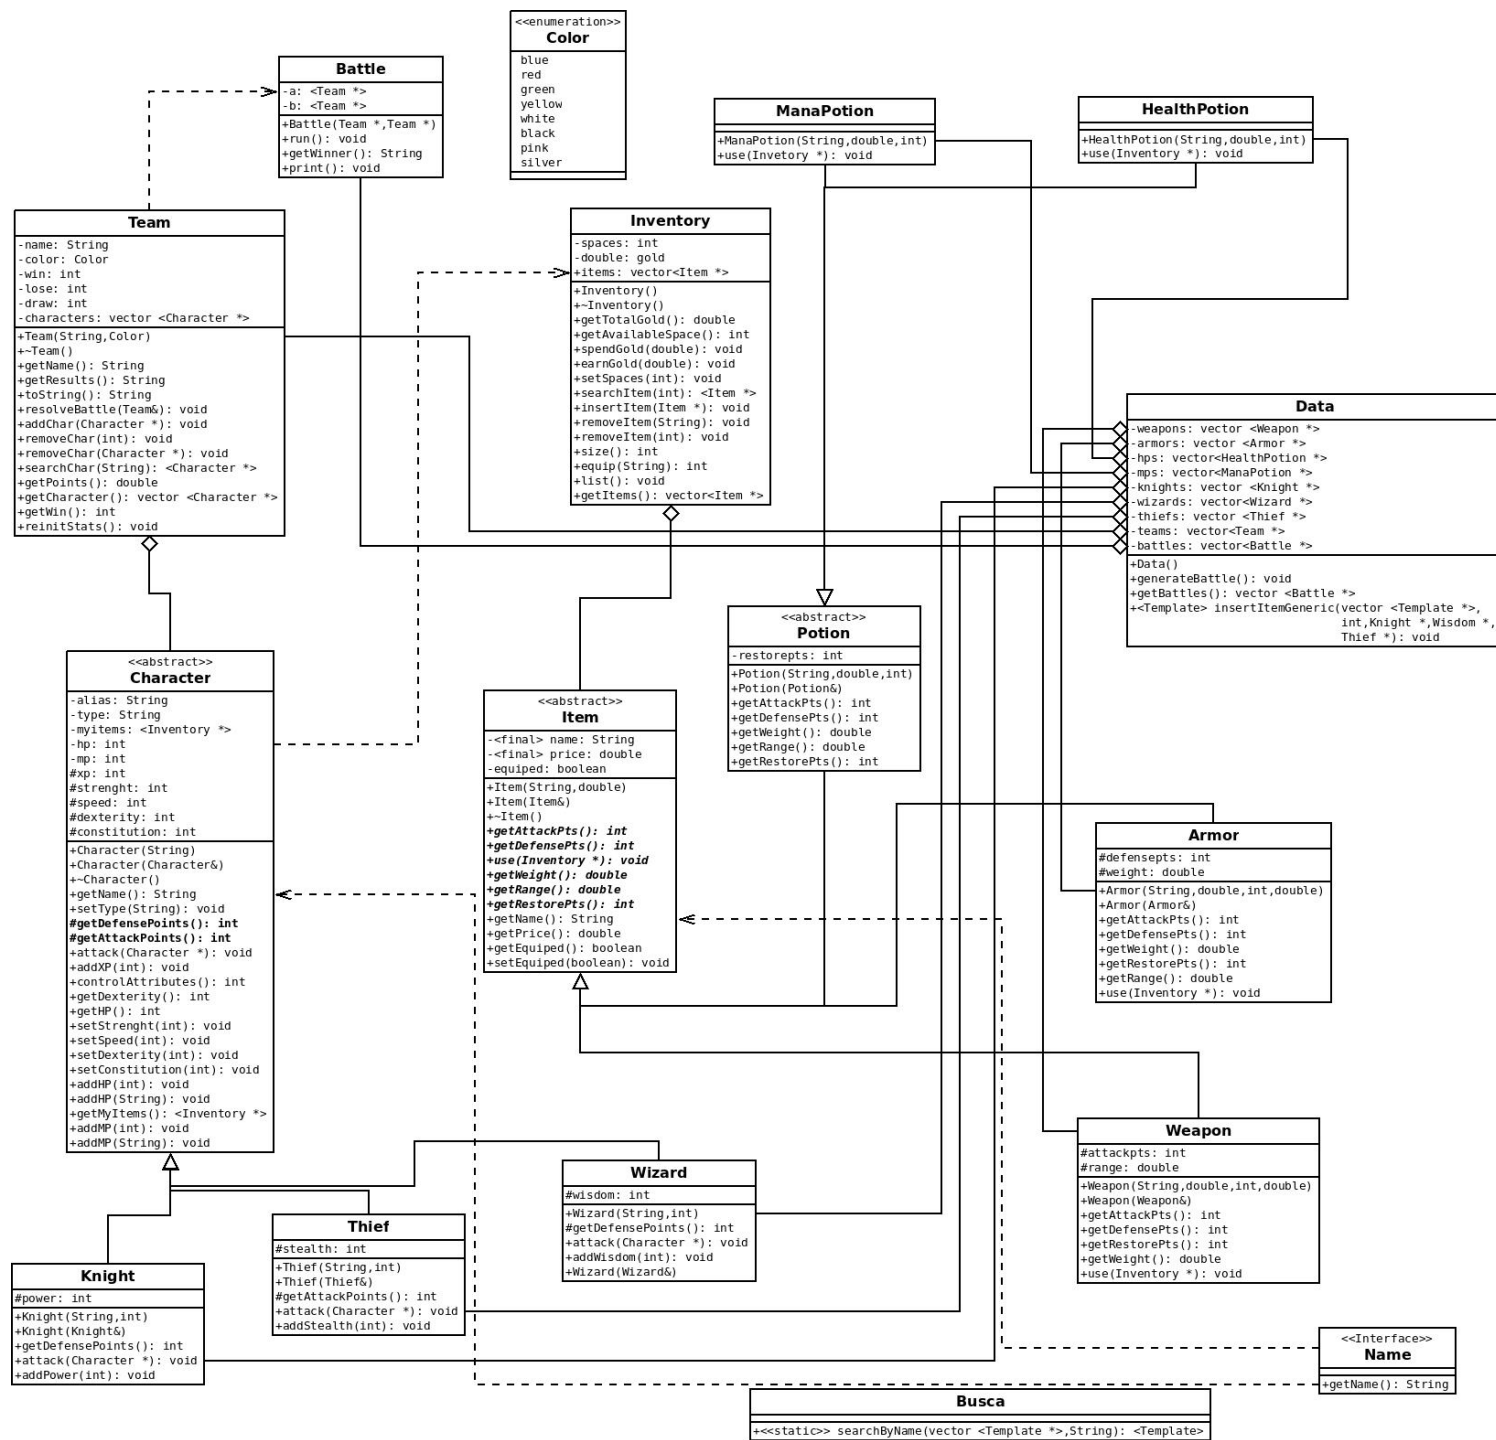 <<enumeration>>
Color
blue
red
green
yellow
white
black
pink
silver
Battle
-a: <Team *>
-b: <Team *>
+Battle(Team *,Team *)
+run(): void
+getWinner(): String
+print(): void
ManaPotion
+ManaPotion(String,double,int)
+use(Invetory *): void
HealthPotion
+HealthPotion(String,double,int)
+use(Inventory *): void
Team
-name: String
-color: Color
-win: int
-lose: int
-draw: int
-characters: vector <Character *>
+Team(String,Color)
+~Team()
+getName(): String
+getResults(): String
+toString(): String
+resolveBattle(Team&): void
+addChar(Character *): void
+removeChar(int): void
+removeChar(Character *): void
+searchChar(String): <Character *>
+getPoints(): double
+getCharacter(): vector <Character *>
+getWin(): int
+reinitStats(): void
Inventory
-spaces: int
-double: gold
+items: vector<Item *>
+Inventory()
+~Inventory()
+getTotalGold(): double
+getAvailableSpace(): int
+spendGold(double): void
+earnGold(double): void
+setSpaces(int): void
+searchItem(int): <Item *>
+insertItem(Item *): void
+removeItem(String): void
+removeItem(int): void
+size(): int
+equip(String): int
+list(): void
+getItems(): vector<Item *>
Data
-weapons: vector <Weapon *>
-armors: vector <Armor *>
-hps: vector<HealthPotion *>
-mps: vector<ManaPotion *>
-knights: vector <Knight *>
-wizards: vector<Wizard *>
-thiefs: vector <Thief *>
-teams: vector<Team *>
-battles: vector<Battle *>
+Data()
+generateBattle(): void
+getBattles(): vector <Battle *>
+<Template> insertItemGeneric(vector <Template *>,
int,Knight *,Wisdom *,
Thief *): void
<<abstract>>
Potion
-restorepts: int
+Potion(String,double,int)
+Potion(Potion&)
+getAttackPts(): int
+getDefensePts(): int
+getWeight(): double
+getRange(): double
+getRestorePts(): int
<<abstract>>
Character
-alias: String
-type: String
-myitems: <Inventory *>
-hp: int
-mp: int
#xp: int
#strenght: int
#speed: int
#dexterity: int
#constitution: int
+Character(String)
+Character(Character&)
+~Character()
+getName(): String
+setType(String): void
#getDefensePoints(): int
#getAttackPoints(): int
+attack(Character *): void
+addXP(int): void
+controlAttributes(): int
+getDexterity(): int
+getHP(): int
+setStrenght(int): void
+setSpeed(int): void
+setDexterity(int): void
+setConstitution(int): void
+addHP(int): void
+addHP(String): void
+getMyItems(): <Inventory *>
+addMP(int): void
+addMP(String): void
<<abstract>>
Item
-<final> name: String
-<final> price: double
-equiped: boolean
+Item(String,double)
+Item(Item&)
+~Item()
+getAttackPts(): int
+getDefensePts(): int
+use(Inventory *): void
+getWeight(): double
+getRange(): double
+getRestorePts(): int
+getName(): String
+getPrice(): double
+getEquiped(): boolean
+setEquiped(boolean): void
Armor
#defensepts: int
#weight: double
+Armor(String,double,int,double)
+Armor(Armor&)
+getAttackPts(): int
+getDefensePts(): int
+getWeight(): double
+getRestorePts(): int
+getRange(): double
+use(Inventory *): void
Weapon
#attackpts: int
#range: double
+Weapon(String,double,int,double)
+Weapon(Weapon&)
+getAttackPts(): int
+getDefensePts(): int
+getRestorePts(): int
+getWeight(): double
+use(Inventory *): void
Wizard
#wisdom: int
+Wizard(String,int)
#getDefensePoints(): int
+attack(Character *): void
+addWisdom(int): void
+Wizard(Wizard&)
Thief
#stealth: int
+Thief(String,int)
+Thief(Thief&)
#getAttackPoints(): int
+attack(Character *): void
+addStealth(int): void
Knight
#power: int
+Knight(String,int)
+Knight(Knight&)
+getDefensePoints(): int
+attack(Character *): void
+addPower(int): void
<<Interface>>
Name
+getName(): String
Busca
+<<static>> searchByName(vector <Template *>,String): <Template>